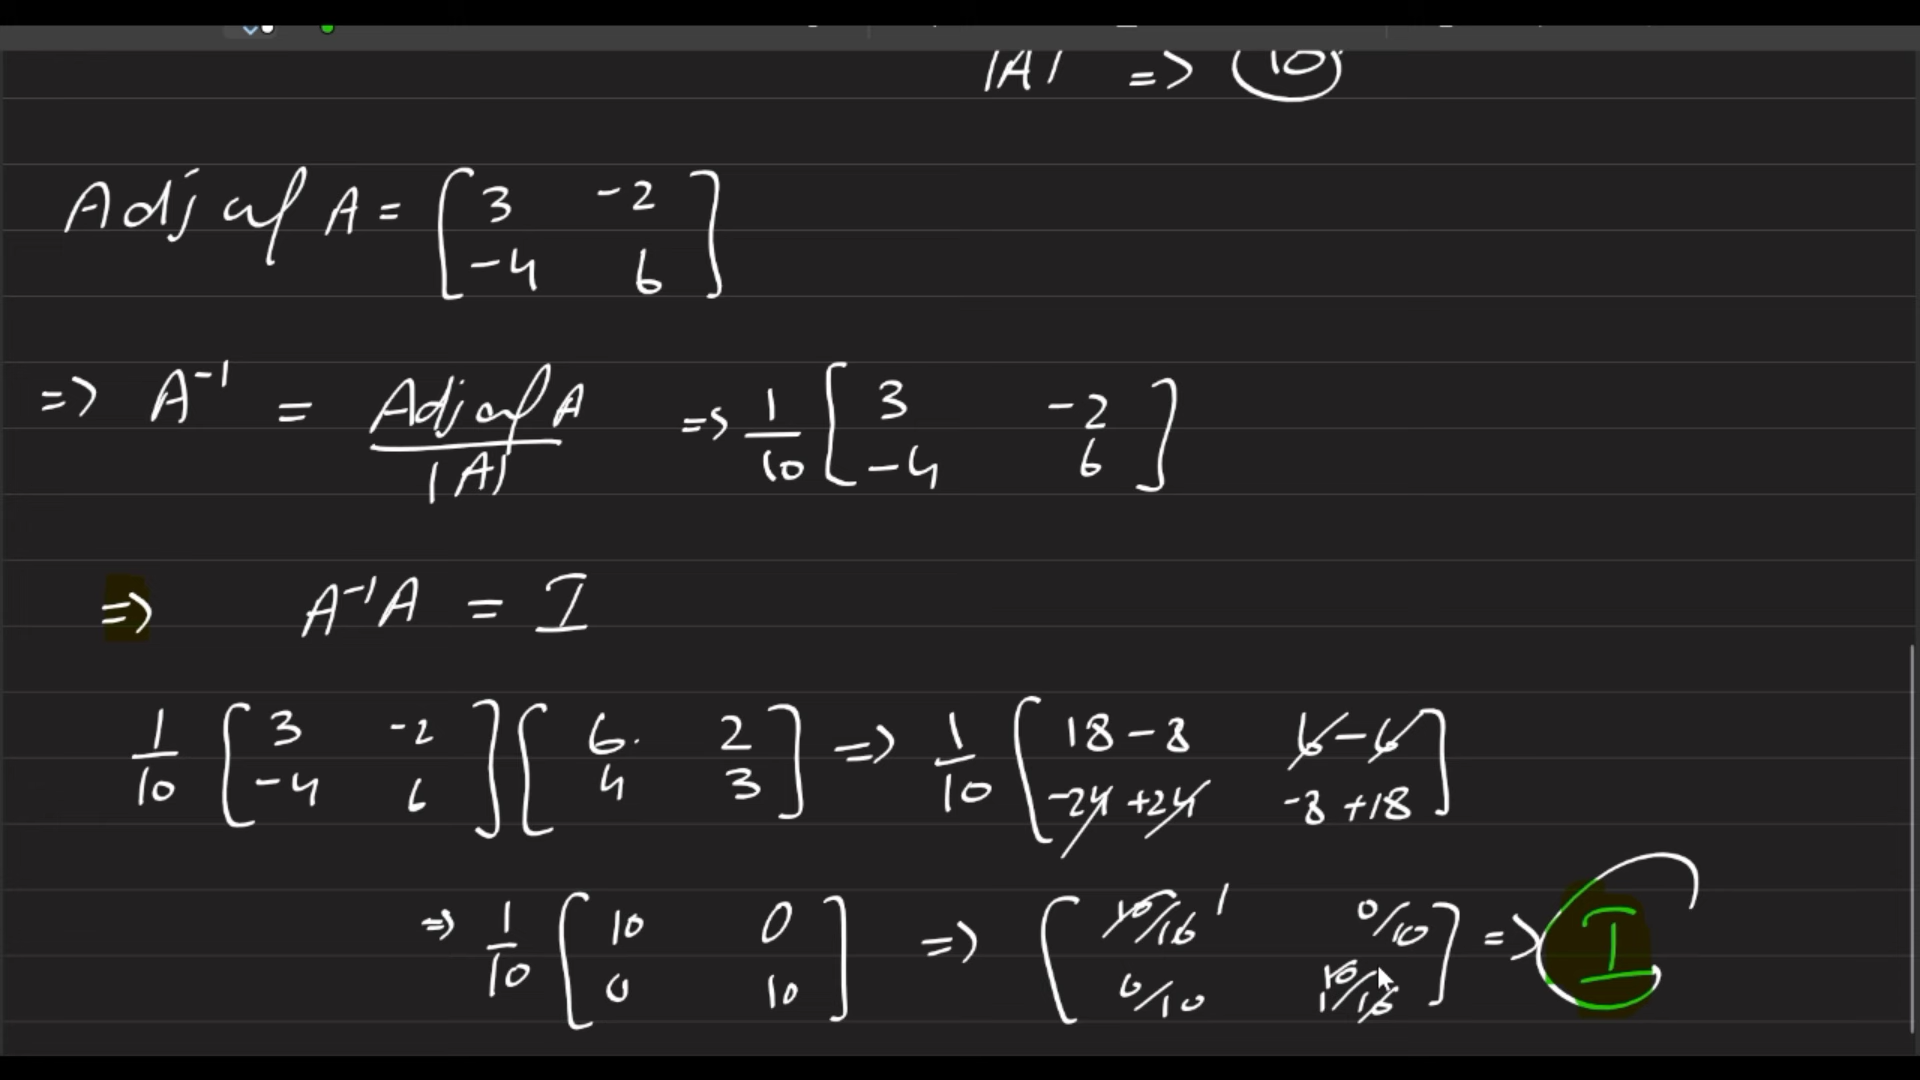 |A| => 10
Adj of A = [3 -2
-4 6]
=> A⁻¹ = Adj of A / |A| => 1/10 [3 -2
-4 6]
=> A⁻¹A = I
1/10 [3 -2
-4 6] [6. 2
4 3] => 1/10 [18-8 6-6
-24+24 -8+18]
=> 1/10 [10 0
0 10] => [10/10 1 0/10
0/10 10/10 1] => I